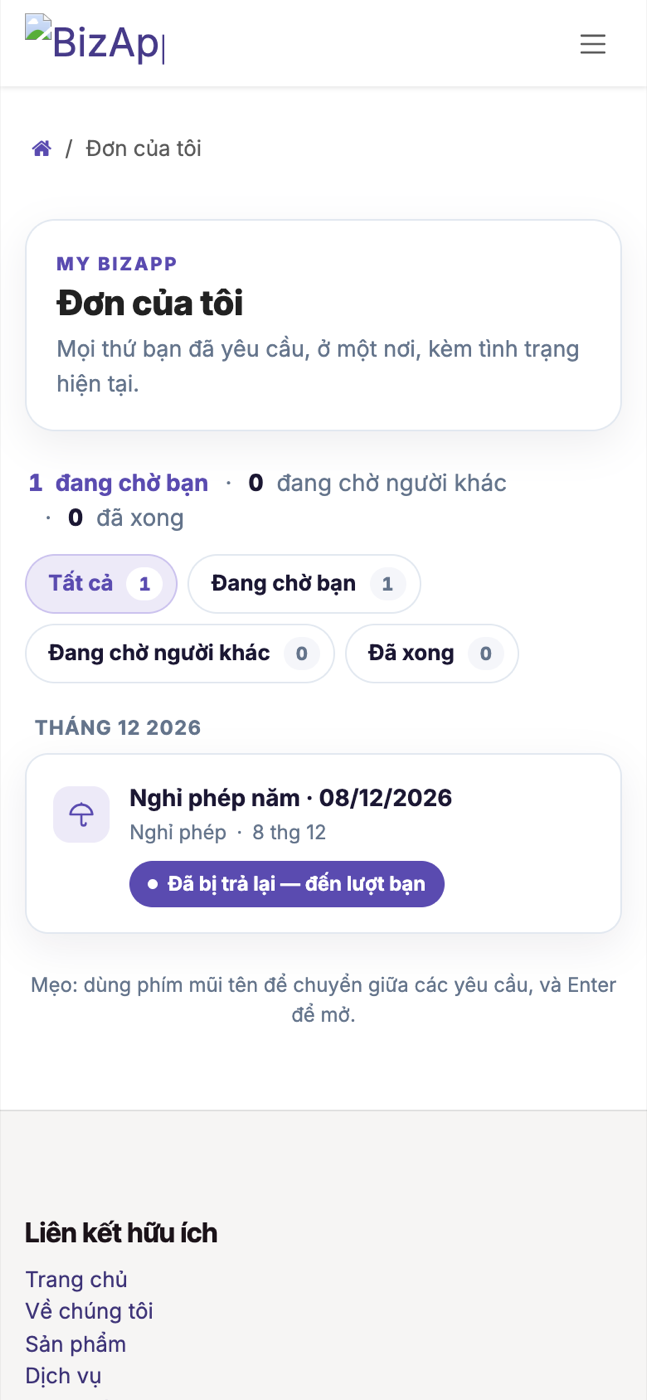 BizAp
/ Đơn của tôi
MY BIZAPP
Đơn của tôi
Mọi thứ bạn đã yêu cầu, ở một nơi, kèm tình trạng
hiện tại.
1 đang chờ bạn · 0 đang chờ người khác
· 0 đã xong
Tất cả 1 Đang chờ bạn 1
Đang chờ người khác 0 Đã xong 0
THÁNG 12 2026
Nghỉ phép năm · 08/12/2026
Nghỉ phép · 8 thg 12
Đã bị trả lại — đến lượt bạn
Mẹo: dùng phím mũi tên để chuyển giữa các yêu cầu, và Enter
để mở.
Liên kết hữu ích
Trang chủ
Về chúng tôi
Sản phẩm
Dịch vụ